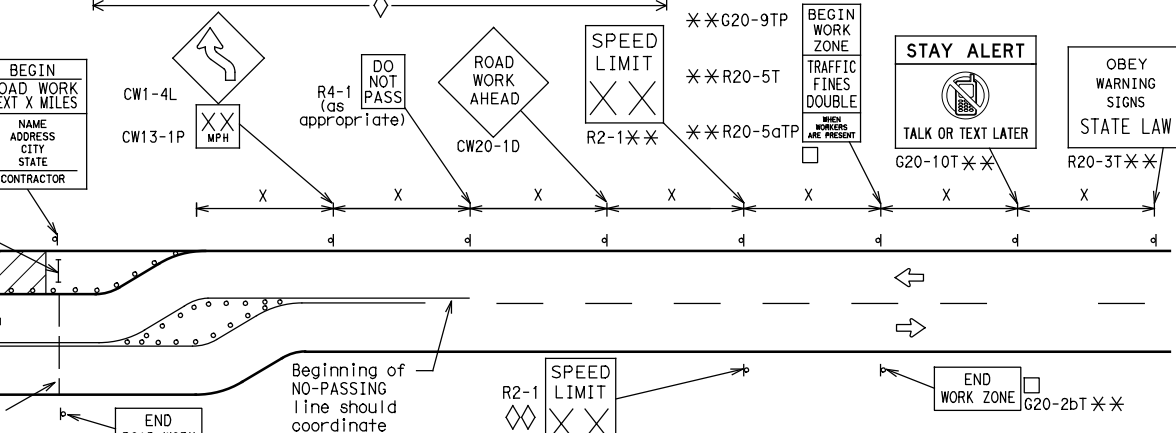 BEGIN
ROAD WORK
NEXT X MILES
NAME
ADDRESS
CITY
STATE
CONTRACTOR
CW1-4L
CW13-1P
XX
MPH
R4-1
(as
appropriate)
DO
NOT
PASS
ROAD
WORK
AHEAD
CW20-1D
SPEED
LIMIT
XX
R2-1**
**G20-9TP
**R20-5T
**R20-5aTP
BEGIN
WORK
ZONE
TRAFFIC
FINES
DOUBLE
WHEN
WORKERS
ARE PRESENT
STAY ALERT
TALK OR TEXT LATER
G20-10T**
OBEY
WARNING
SIGNS
STATE LAW
R20-3T**
X X X X X X X
Beginning of
NO-PASSING
line should
coordinate
R2-1
SPEED
LIMIT
XX
END
WORK ZONE
G20-2bT**
END
ROAD WORK